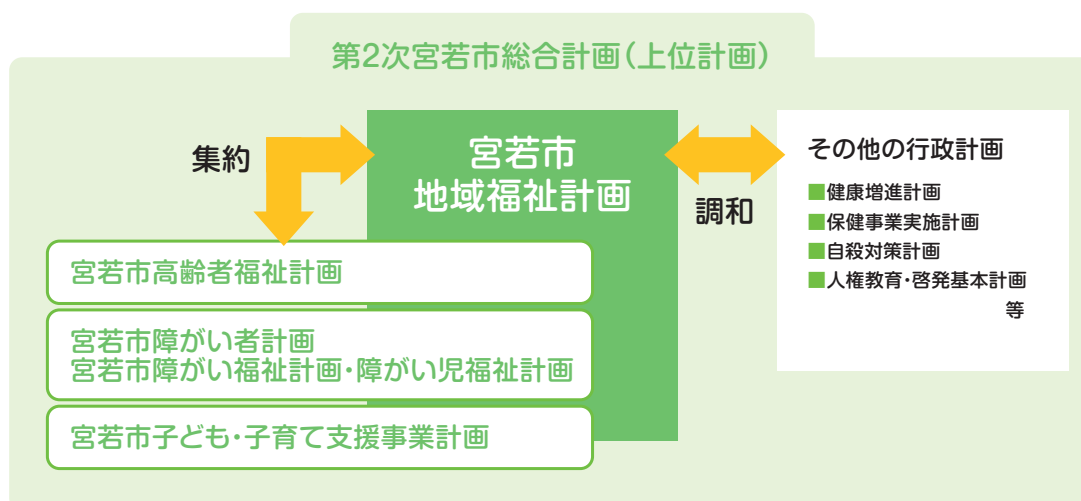 第2次宮若市総合計画(上位計画)
集約
宮若市
地域福祉計画
調和
その他の行政計画
■健康増進計画
■保健事業実施計画
■自殺対策計画
■人権教育・啓発基本計画
等
宮若市高齢者福祉計画
宮若市障がい者計画
宮若市障がい福祉計画・障がい児福祉計画
宮若市子ども・子育て支援事業計画